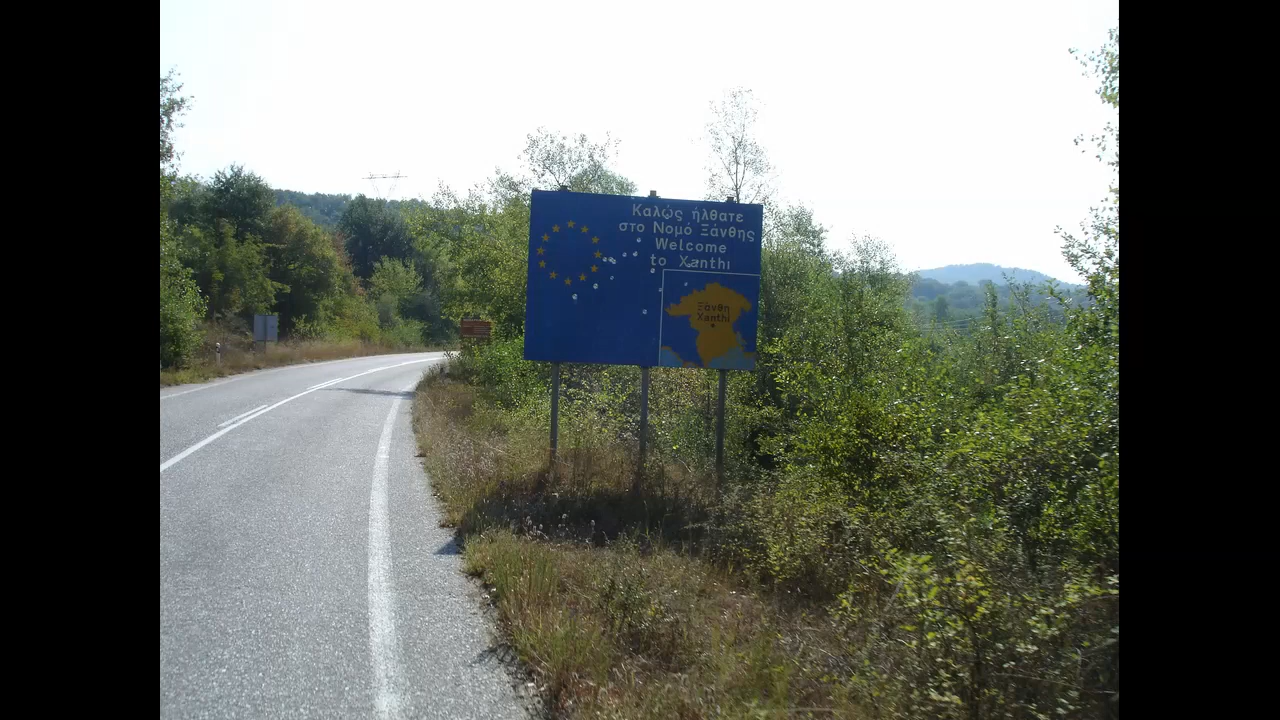 Καλώς ήλθατε
στο Νομό Ξάνθης
Welcome
to Xanthi
Ξάνθη
Xanthi